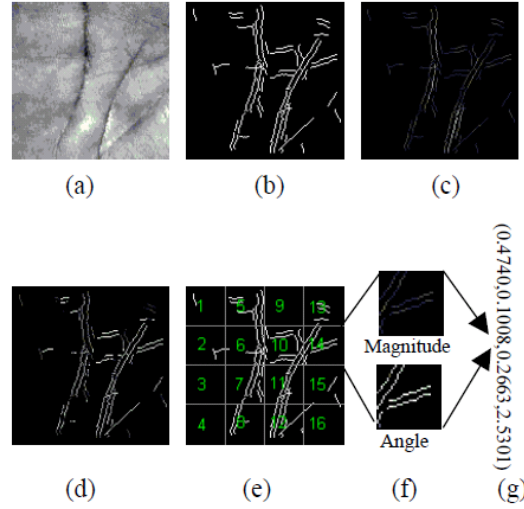 (a)
(b)
(c)
1 5 9 13
2 6 10 14
3 7 11 15
4 8 12 16
Magnitude
Angle
(0.4740,0.1008,0.2663,2.5301)
(d)
(e)
(f)
(g)